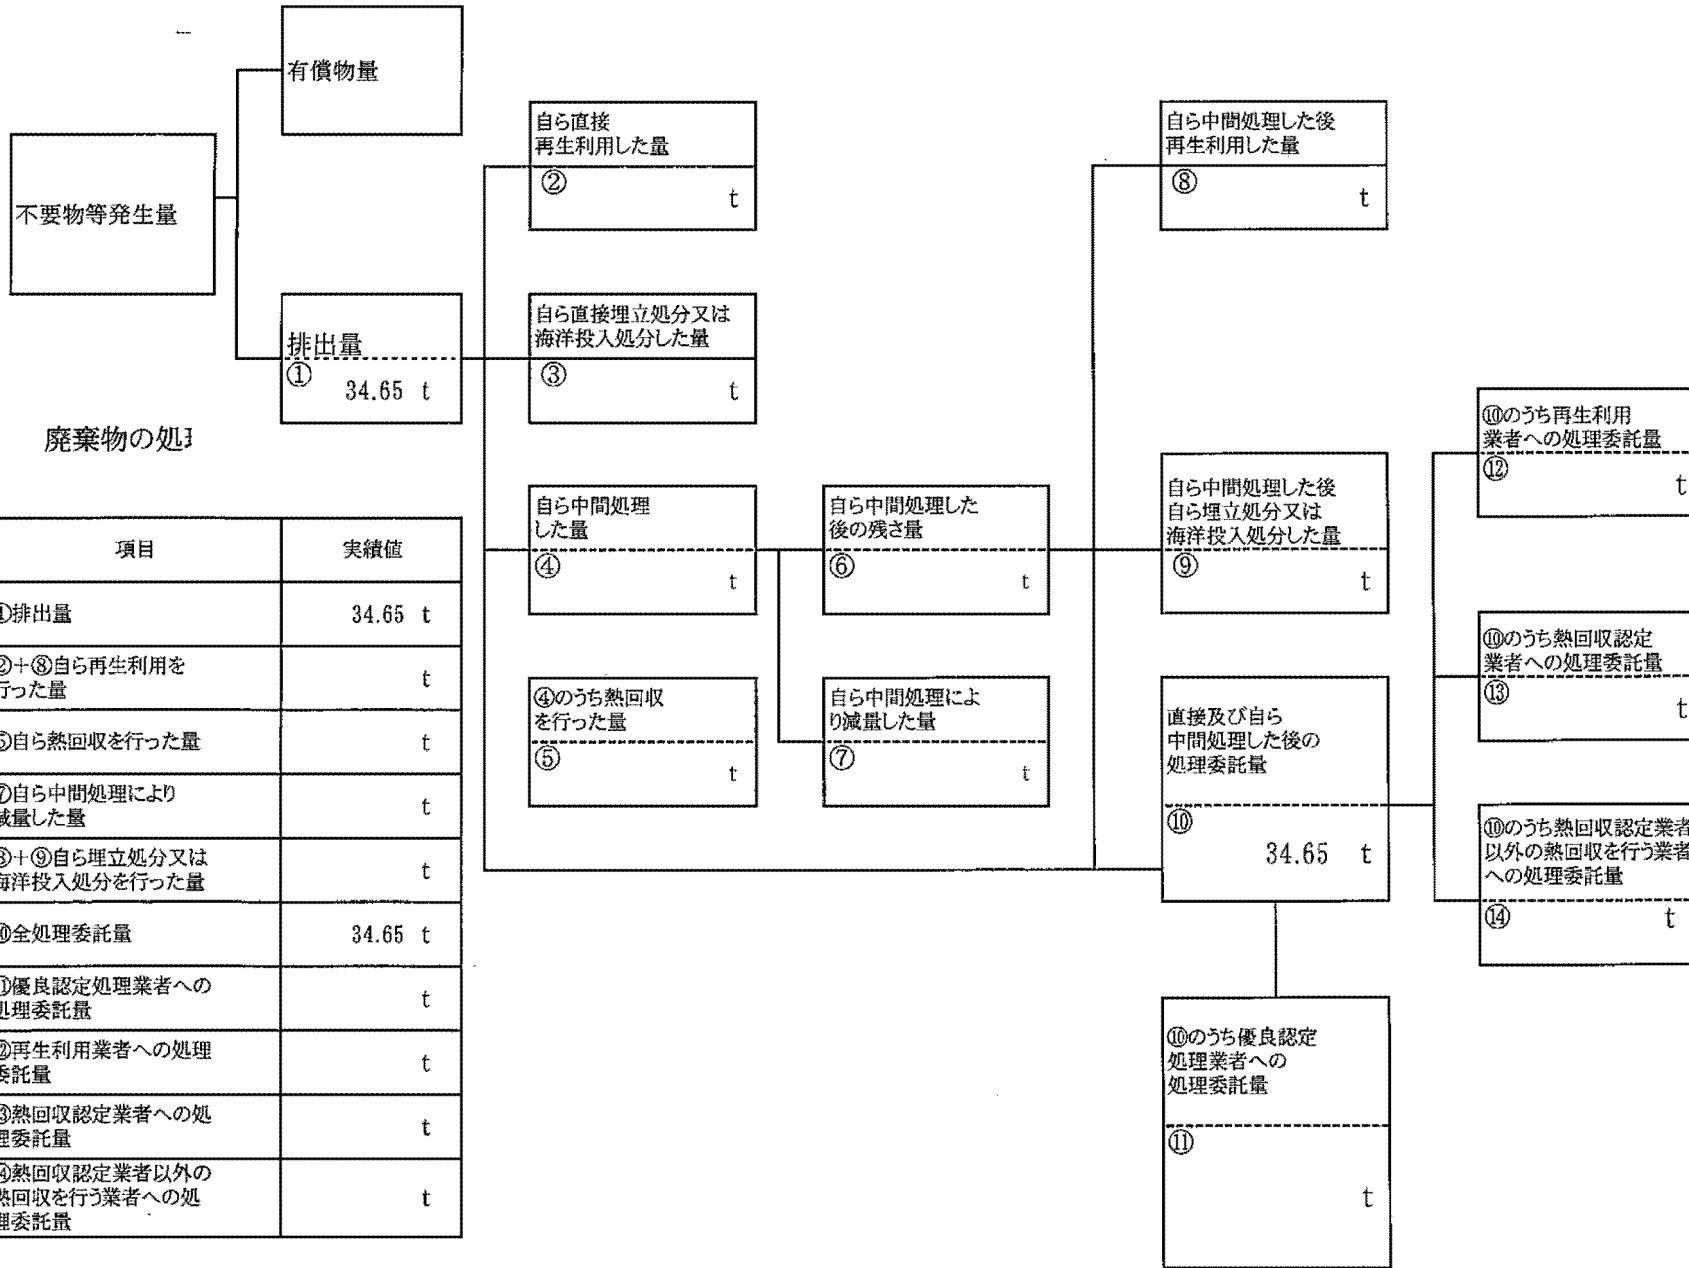 有償物量
不要物等発生量
排出量
① 34.65 t
自ら直接
再生利用した量
② t
自ら直接埋立処分又は
海洋投入処分した量
③ t
自ら中間処理
した量
④ t
④のうち熱回収
を行った量
⑤ t
自ら中間処理した
後の残さ量
⑥ t
自ら中間処理によ
り減量した量
⑦ t
自ら中間処理した後
再生利用した量
⑧ t
自ら中間処理した後
自ら埋立処分又は
海洋投入処分した量
⑨ t
直接及び自ら
中間処理した後の
処理委託量
⑩
34.65 t
⑩のうち優良認定
処理業者への
処理委託量
⑪
t
⑩のうち再生利用
業者への処理委託量
⑫ t
⑩のうち熱回収認定
業者への処理委託量
⑬ t
⑩のうち熱回収認定業者
以外の熱回収を行う業者
への処理委託量
⑭ t
廃棄物の処
項目 実績値
①排出量 34.65 t
②+⑧自ら再生利用を
行った量 t
⑤自ら熱回収を行った量 t
⑦自ら中間処理により
減量した量 t
③+⑨自ら埋立処分又は
海洋投入処分を行った量 t
⑩全処理委託量 34.65 t
⑪優良認定処理業者への
処理委託量 t
⑫再生利用業者への処理
委託量 t
⑬熱回収認定業者への処
理委託量 t
⑭熱回収認定業者以外の
熱回収を行う業者への処
理委託量 t